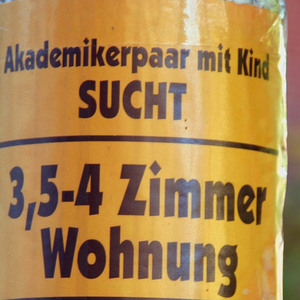 Akademikerpaar mit Kind
SUCHT
3,5-4 Zimmer
Wohnung